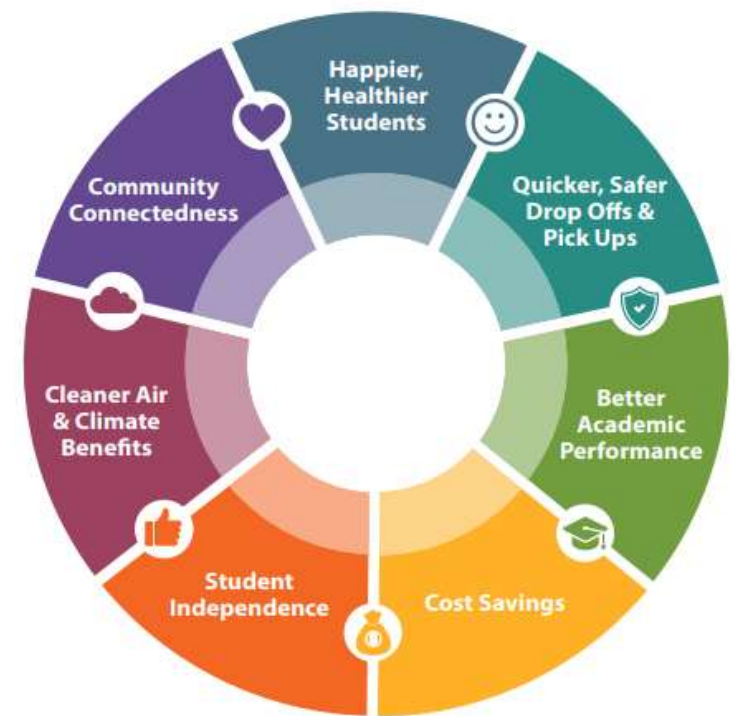 Happier,
Healthier
Students
Quicker, Safer
Drop Offs &
Pick Ups
Better
Academic
Performance
Cost Savings
Student
Independence
Cleaner Air
& Climate
Benefits
Community
Connectedness